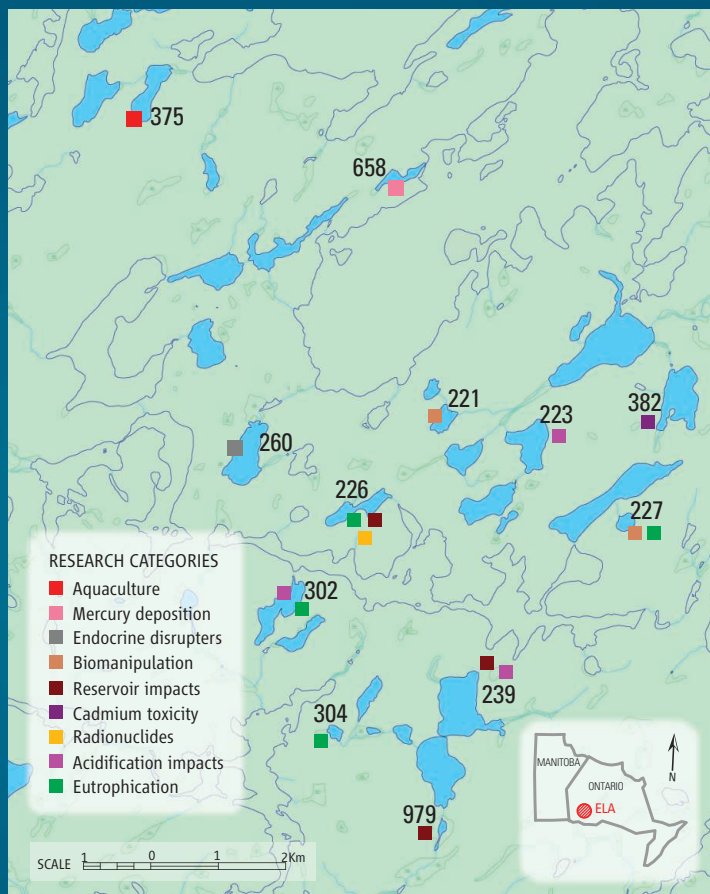 375
658
221
223
382
260
226
227
302
239
304
979
RESEARCH CATEGORIES
Aquaculture
Mercury deposition
Endocrine disrupters
Biomanipulation
Reservoir impacts
Cadmium toxicity
Radionuclides
Acidification impacts
Eutrophication
SCALE 1 0 1 2Km
MANITOBA
ONTARIO
ELA
N